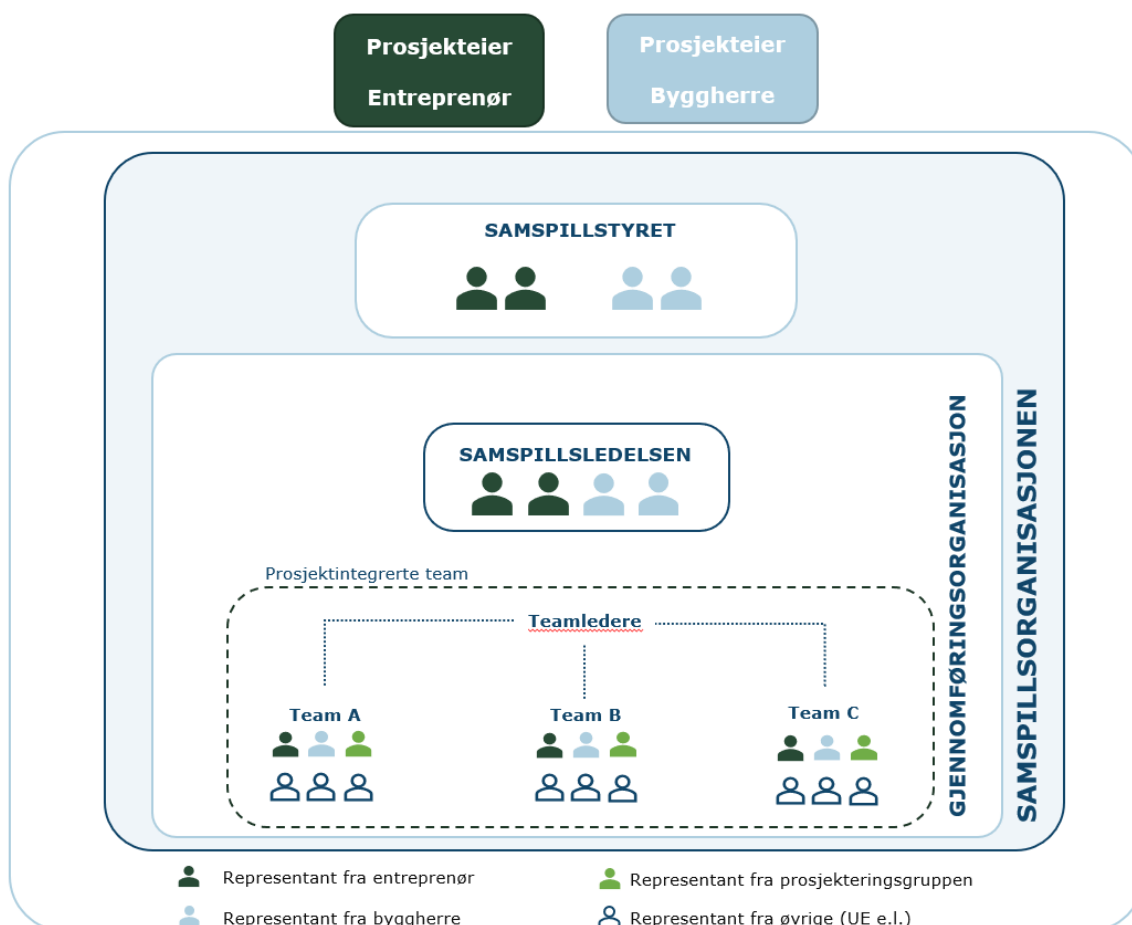 Prosjekteier
Entreprenør
Prosjekteier
Byggherre
SAMSPILLSTYRET
SAMSPILLSLEDELSEN
Prosjektintegrerte team
Teamledere
Team A
Team B
Team C
GJENNOMFØRINGSORGANISASJON
SAMSPILLSORGANISASJONEN
Representant fra entreprenør
Representant fra prosjekteringsgruppen
Representant fra byggherre
Representant fra øvrige (UE e.l.)